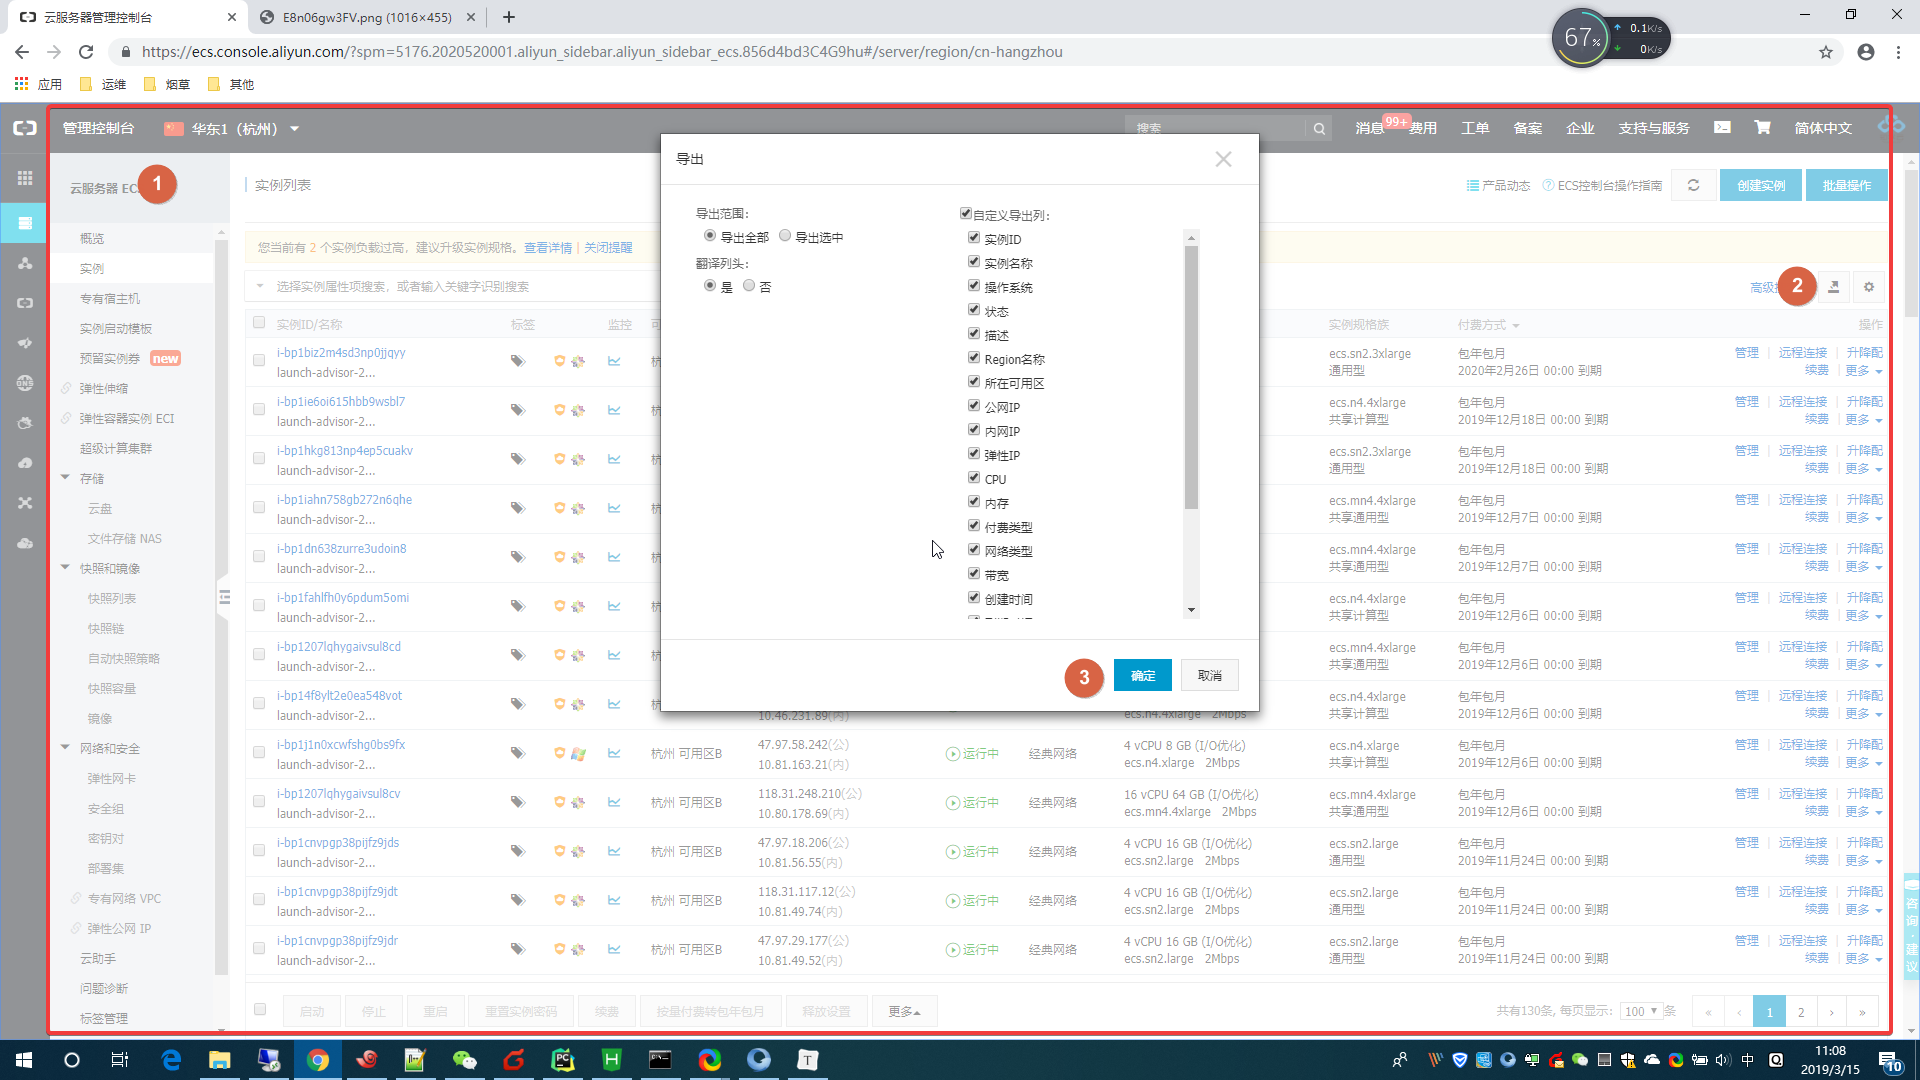 云服务器管理控制台
E8n06gw3FV.png (1016×455)
67%
0.1K/s
0K/s
https://ecs.console.aliyun.com/?spm=5176.2020520001.aliyun_sidebar.aliyun_sidebar_ecs.856d4bd3C4G9hu#/server/region/cn-hangzhou
应用 运维 烟草 其他
管理控制台 华东1（杭州） 搜索 消息 99+ 费用 工单 备案 企业 支持与服务 简体中文
云服务器 EC
1
概览
实例
专有宿主机
实例启动模板
预留实例券 new
弹性伸缩
弹性容器实例 ECI
超级计算集群
存储
云盘
文件存储 NAS
快照和镜像
快照列表
快照链
自动快照策略
快照容量
镜像
网络和安全
弹性网卡
安全组
密钥对
部署集
专有网络 VPC
弹性公网 IP
云助手
问题诊断
标签管理
实例列表
产品动态 ECS控制台操作指南 创建实例 批量操作
您当前有 2 个实例负载过高，建议升级实例规格。查看详情 | 关闭提醒
选择实例属性项搜索，或者输入关键字识别搜索
高级 2
实例ID/名称 标签 监控 实例规格族 付费方式 操作
i-bp1biz2m4sd3np0jjqyy ecs.sn2.3xlarge 包年包月 管理 远程连接 升降配
launch-advisor-2... 通用型 2020年2月26日 00:00 到期 续费 更多
i-bp1ie6oi615hbb9wsbl7 ecs.n4.4xlarge 包年包月 管理 远程连接 升降配
launch-advisor-2... 共享计算型 2019年12月18日 00:00 到期 续费 更多
i-bp1hkg813np4ep5cuakv ecs.sn2.3xlarge 包年包月 管理 远程连接 升降配
launch-advisor-2... 通用型 2019年12月18日 00:00 到期 续费 更多
i-bp1iahn758gb272n6qhe ecs.mn4.4xlarge 包年包月 管理 远程连接 升降配
launch-advisor-2... 共享通用型 2019年12月7日 00:00 到期 续费 更多
i-bp1dn638zurre3udoin8 ecs.mn4.4xlarge 包年包月 管理 远程连接 升降配
launch-advisor-2... 共享通用型 2019年12月7日 00:00 到期 续费 更多
i-bp1fahlfh0y6pdum5omi ecs.n4.4xlarge 包年包月 管理 远程连接 升降配
launch-advisor-2... 共享计算型 2019年12月6日 00:00 到期 续费 更多
i-bp1207lqhygaivsul8cd ecs.mn4.4xlarge 包年包月 管理 远程连接 升降配
launch-advisor-2... 共享通用型 2019年12月6日 00:00 到期 续费 更多
i-bp14f8ylt2e0ea548vot ecs.n4.4xlarge 包年包月 管理 远程连接 升降配
launch-advisor-2... 10.46.231.89(内) ecs.n4.4xlarge 2Mbps 共享计算型 2019年12月6日 00:00 到期 续费 更多
i-bp1j1n0xcwfshg0bs9fx 杭州 可用区B 47.97.58.242(公) 运行中 经典网络 4 vCPU 8 GB (I/O优化) ecs.n4.xlarge 包年包月 管理 远程连接 升降配
launch-advisor-2... 10.81.163.21(内) ecs.n4.xlarge 2Mbps 共享计算型 2019年12月6日 00:00 到期 续费 更多
i-bp1207lqhygaivsul8cv 杭州 可用区B 118.31.248.210(公) 运行中 经典网络 16 vCPU 64 GB (I/O优化) ecs.mn4.4xlarge 包年包月 管理 远程连接 升降配
launch-advisor-2... 10.80.178.69(内) ecs.mn4.4xlarge 2Mbps 共享通用型 2019年12月6日 00:00 到期 续费 更多
i-bp1cnvpgp38pijfz9jds 杭州 可用区B 47.97.18.206(公) 运行中 经典网络 4 vCPU 16 GB (I/O优化) ecs.sn2.large 包年包月 管理 远程连接 升降配
launch-advisor-2... 10.81.56.55(内) ecs.sn2.large 2Mbps 通用型 2019年11月24日 00:00 到期 续费 更多
i-bp1cnvpgp38pijfz9jdt 杭州 可用区B 118.31.117.12(公) 运行中 经典网络 4 vCPU 16 GB (I/O优化) ecs.sn2.large 包年包月 管理 远程连接 升降配
launch-advisor-2... 10.81.49.74(内) ecs.sn2.large 2Mbps 通用型 2019年11月24日 00:00 到期 续费 更多
i-bp1cnvpgp38pijfz9jdr 杭州 可用区B 47.97.29.177(公) 运行中 经典网络 4 vCPU 16 GB (I/O优化) ecs.sn2.large 包年包月 管理 远程连接 升降配
launch-advisor-2... 10.81.49.52(内) ecs.sn2.large 2Mbps 通用型 2019年11月24日 00:00 到期 续费 更多
启动 停止 重启 重置实例密码 续费 按量付费转包年包月 释放设置 更多
共有130条, 每页显示: 100 条 « ‹ 1 2 › »
导出
导出范围:
导出全部 导出选中
翻译列头:
是 否
自定义导出列:
实例ID
实例名称
操作系统
状态
描述
Region名称
所在可用区
公网IP
内网IP
弹性IP
CPU
内存
付费类型
网络类型
带宽
创建时间
3 确定 取消
咨询·建议
中
11:08
2019/3/15
10